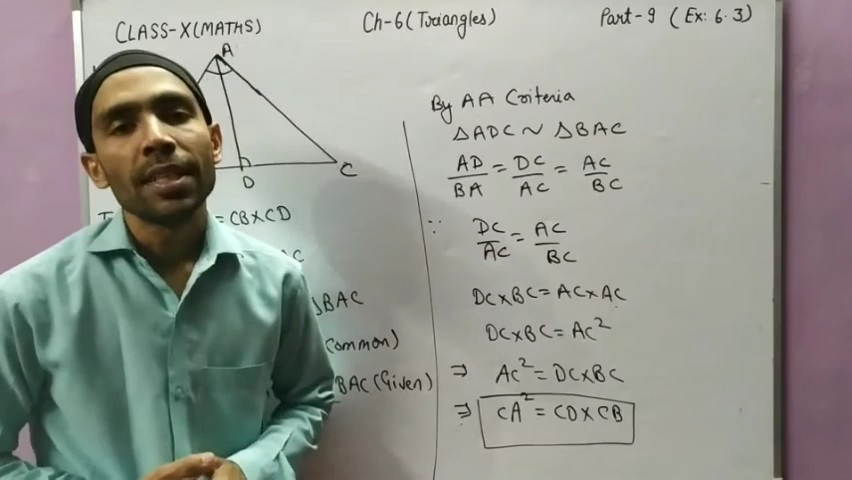 CLASS-X(MATHS) Ch-6(Triangles) Part-9 (Ex: 6.3)
A
D
C
= CB×CD
C
△BAC
(Common)
BAC (Given)
By AA Criteria
△ADC ~ △BAC
AD/BA = DC/AC = AC/BC
∵ DC/AC = AC/BC
DC×BC = AC×AC
DC×BC = AC²
⇒ AC² = DC×BC
⇒ CA² = CD×CB